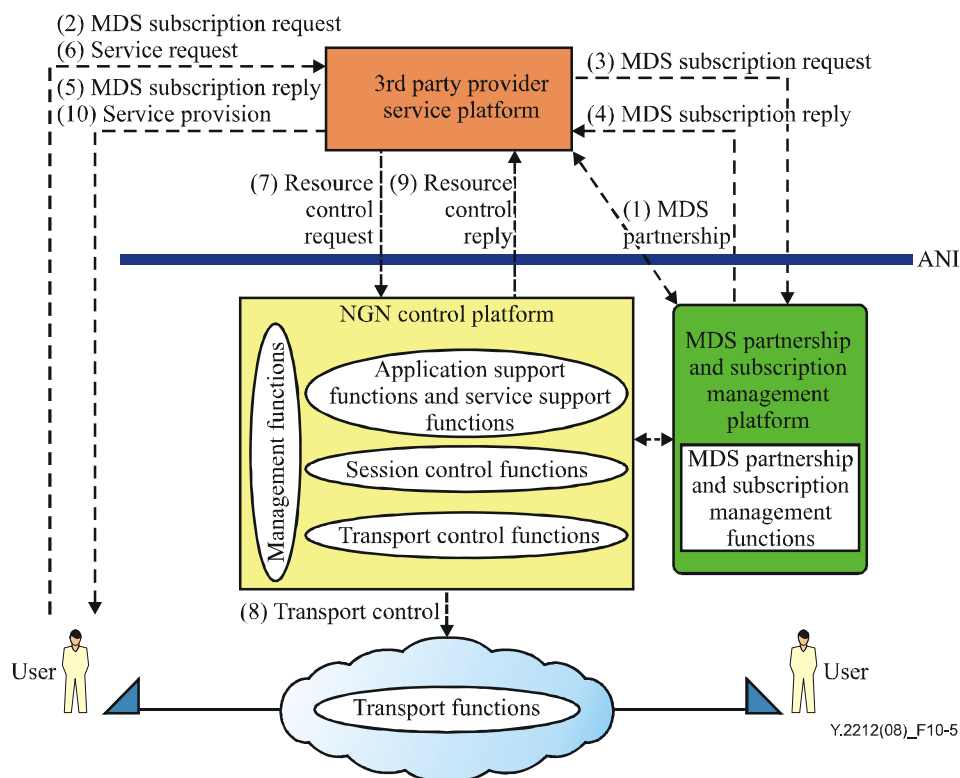 (2) MDS subscription request
(6) Service request
(5) MDS subscription reply
(10) Service provision
3rd party provider
service platform
(3) MDS subscription request
(4) MDS subscription reply
(7) Resource
control
request
(9) Resource
control
reply
(1) MDS
partnership
ANI
NGN control platform
Management functions
Application support
functions and service support
functions
Session control functions
Transport control functions
MDS partnership
and subscription
management
platform
MDS partnership
and subscription
management
functions
(8) Transport control
User
Transport functions
User
Y.2212(08)_F10-5